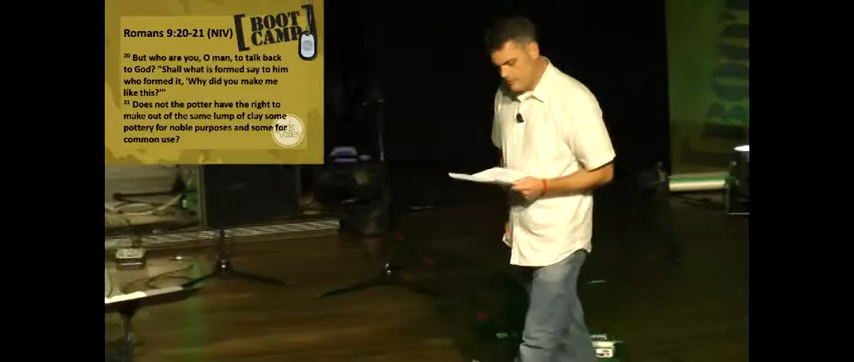 Romans 9:20-21 (NIV)
[BOOT
CAMP]
20 But who are you, O man, to talk back
to God? "Shall what is formed say to him
who formed it, 'Why did you make me
like this?'"
21 Does not the potter have the right to
make out of the same lump of clay some
pottery for noble purposes and some for
common use?
Valley